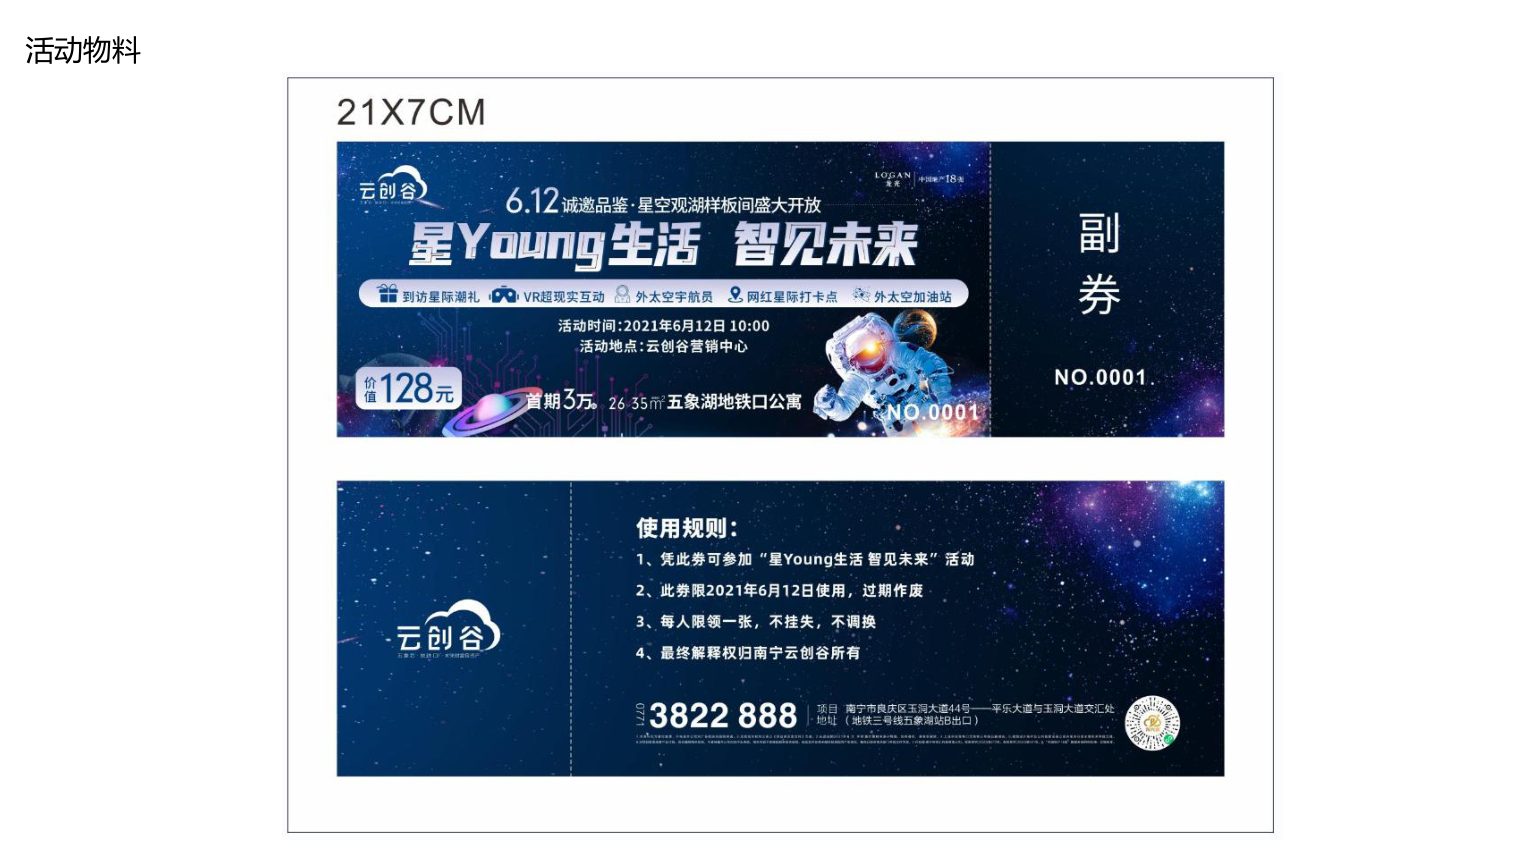 活动物料
21X7CM
云创谷
LOGAN
龙光
中国地产18强
6.12诚邀品鉴·星空观湖样板间盛大开放
星Young生活 智见未来
到访星际潮礼 VR超现实互动 外太空宇航员 网红星际打卡点 外太空加油站
活动时间:2021年6月12日 10:00
活动地点:云创谷营销中心
价值128元
首期3万。 26-35㎡ 五象湖地铁口公寓
NO.0001
副
券
NO.0001.
云创谷
使用规则：
1、凭此券可参加“星Young生活 智见未来”活动
2、此券限2021年6月12日使用，过期作废
3、每人限领一张，不挂失，不调换
4、最终解释权归南宁云创谷所有
0771 3822 888
项目 南宁市良庆区玉洞大道44号——平乐大道与玉洞大道交汇处
地址 （地铁三号线五象湖站B出口）